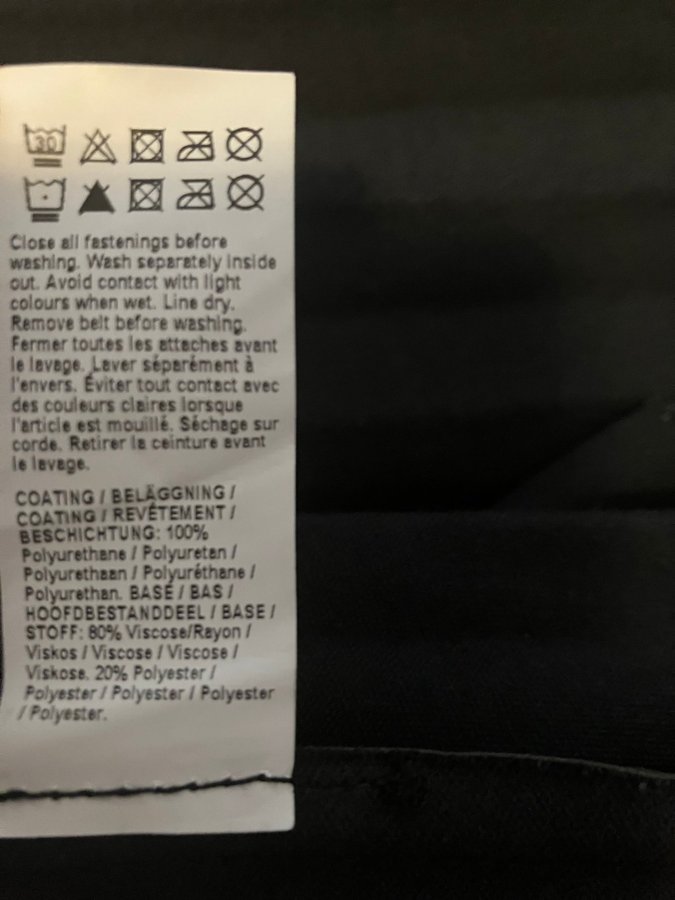 30
Close all fastenings before
washing. Wash separately inside
out. Avoid contact with light
colours when wet. Line dry.
Remove belt before washing.
Fermer toutes les attaches avant
le lavage. Laver séparément à
l'envers. Éviter tout contact avec
des couleurs claires lorsque
l'article est mouillé. Séchage sur
corde. Retirer la ceinture avant
le lavage.
COATING / BELÄGGNING /
COATING / REVÊTEMENT /
BESCHICHTUNG: 100%
Polyurethane / Polyuretan /
Polyurethaan / Polyuréthane /
Polyurethan. BASE / BAS /
HOOFDBESTANDDEEL / BASE /
STOFF: 80% Viscose/Rayon /
Viskos / Viscose / Viscose /
Viskose. 20% Polyester /
Polyester / Polyester / Polyester
/ Polyester.